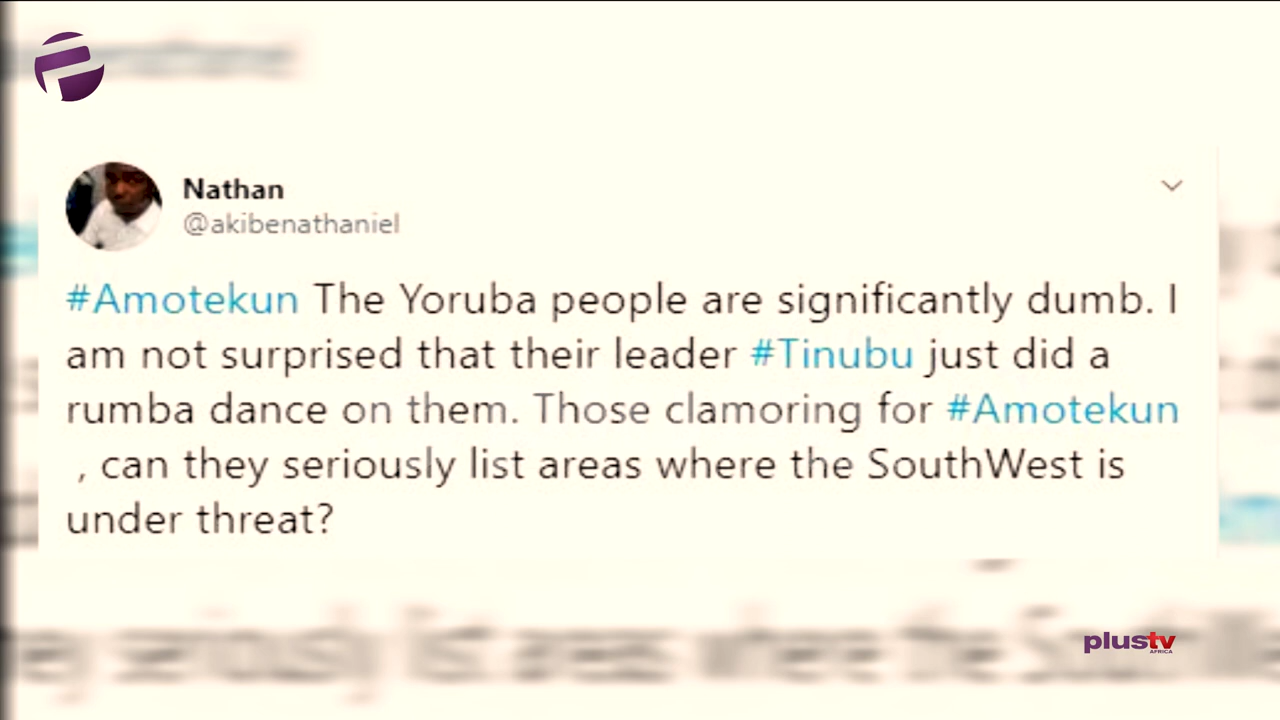 Nathan
@akibenathaniel
#Amotekun The Yoruba people are significantly dumb. I
am not surprised that their leader #Tinubu just did a
rumba dance on them. Those clamoring for #Amotekun
, can they seriously list areas where the SouthWest is
under threat?
plustv
AFRICA